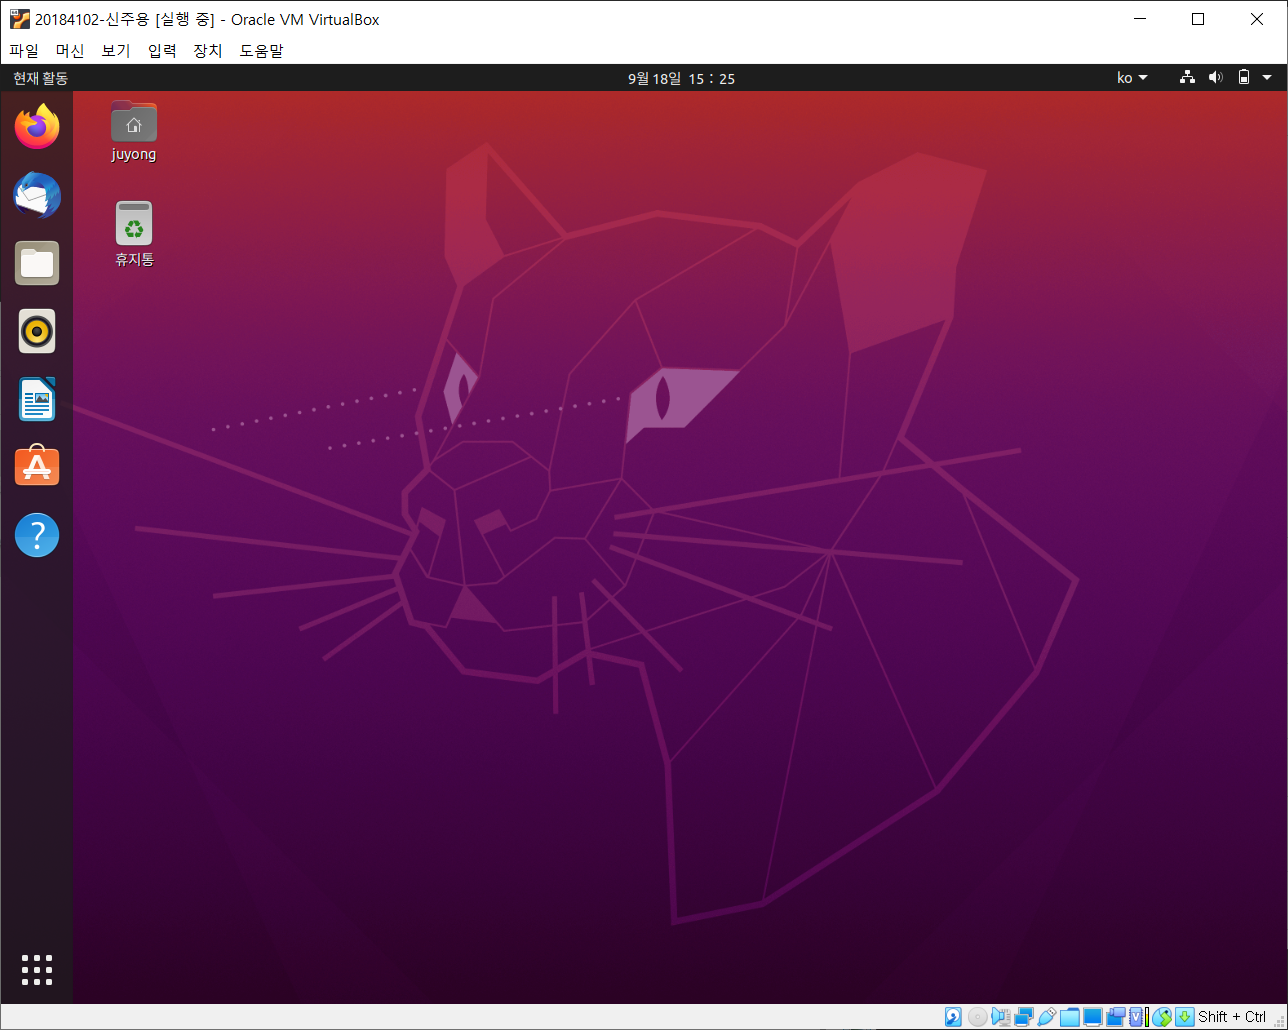 20184102-신주용 [실행 중] - Oracle VM VirtualBox
파일 머신 보기 입력 장치 도움말
현재 활동 9월 18일 15 : 25 ko
juyong
휴지통
Shift + Ctrl